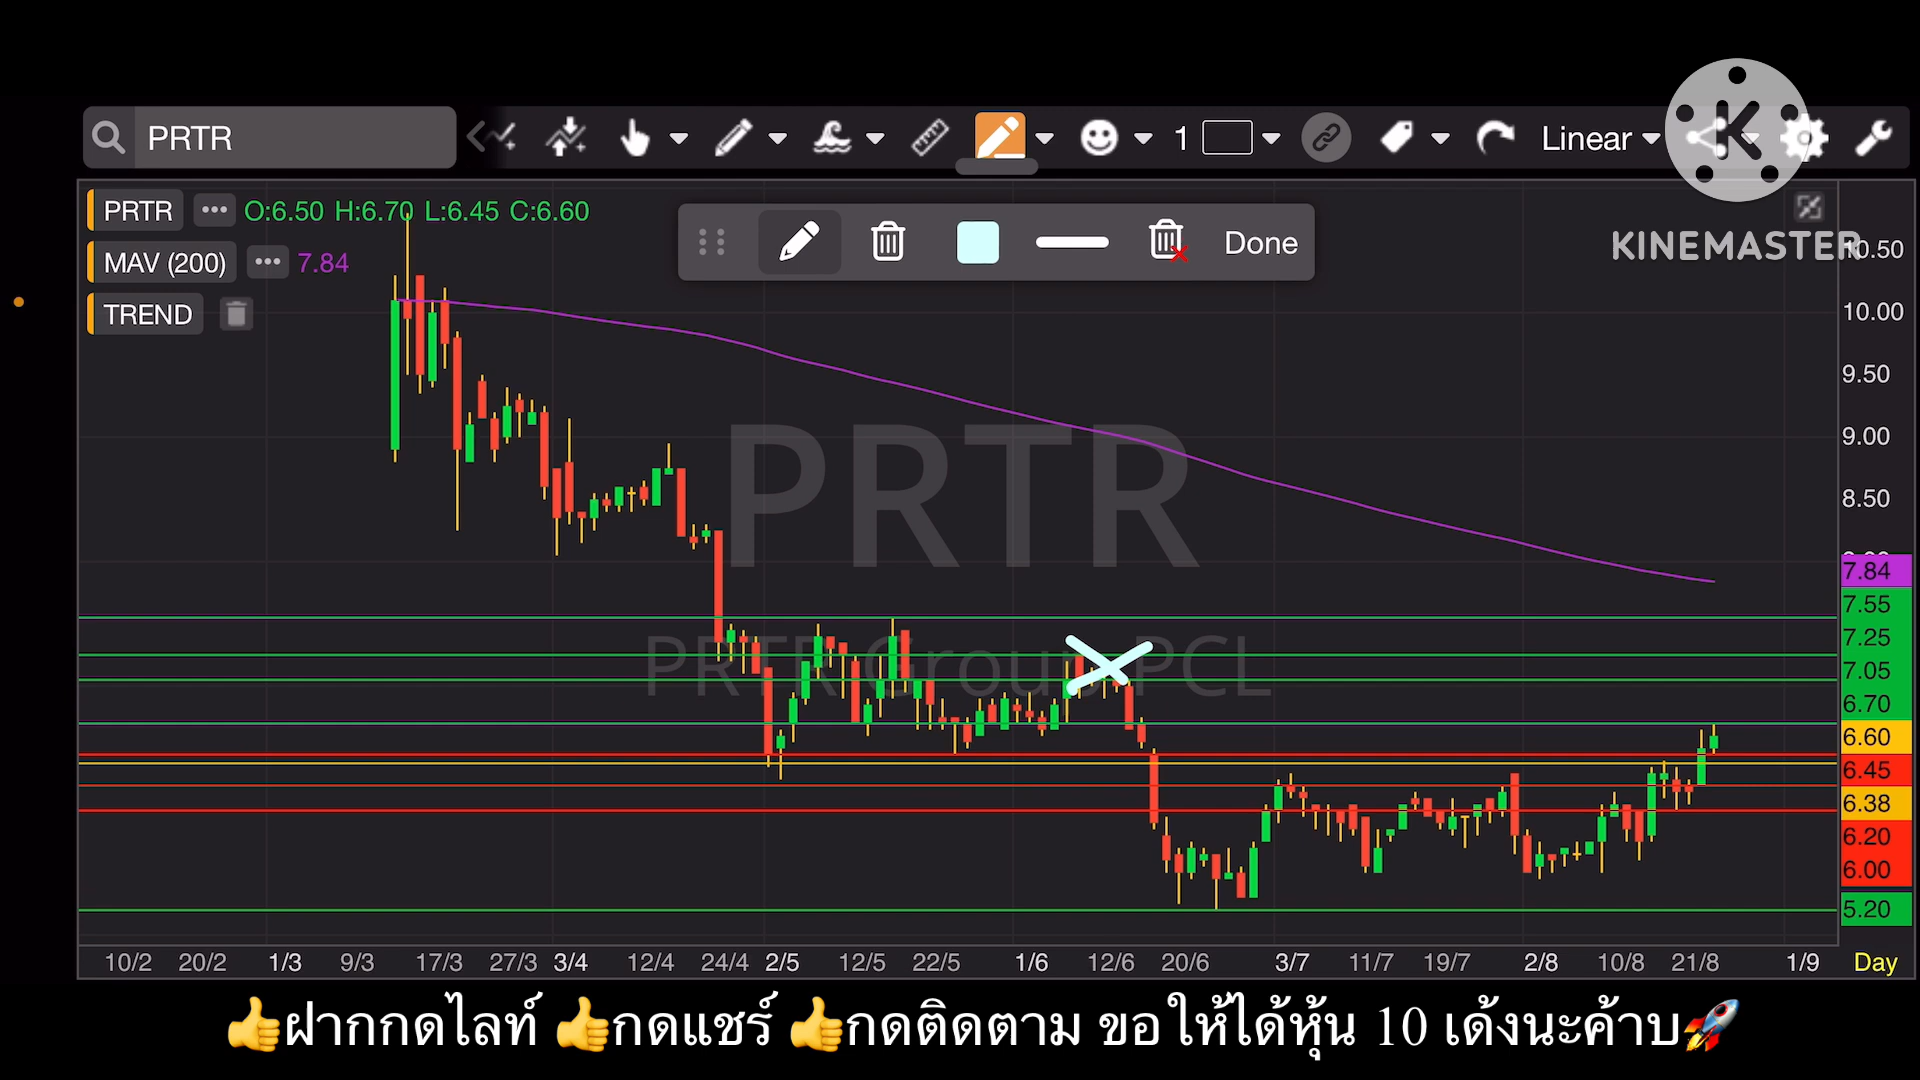 PRTR
1
Linear
PRTR ••• O:6.50 H:6.70 L:6.45 C:6.60
MAV (200) ••• 7.84
TREND
Done
KINEMASTER
PRTR
PRTR Group PCL
10.50
10.00
9.50
9.00
8.50
7.84
7.55
7.25
7.05
6.70
6.60
6.45
6.38
6.20
6.00
5.20
10/2 20/2 1/3 9/3 17/3 27/3 3/4 12/4 24/4 2/5 12/5 22/5 1/6 12/6 20/6 3/7 11/7 19/7 2/8 10/8 21/8 1/9 Day
👍ฝากกดไลท์ 👍กดแชร์ 👍กดติดตาม ขอให้ได้หุ้น 10 เด้งนะค้าบ🚀